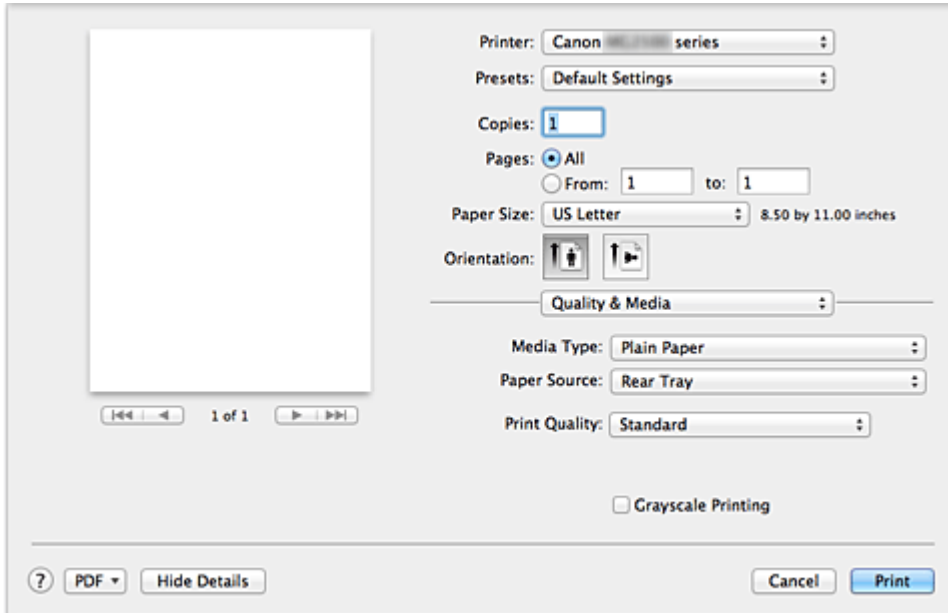 Printer: Canon series
Presets: Default Settings
Copies: 1
Pages: All
From: 1 to: 1
Paper Size: US Letter 8.50 by 11.00 inches
Orientation:
Quality & Media
Media Type: Plain Paper
Paper Source: Rear Tray
1 of 1
Print Quality: Standard
Grayscale Printing
? PDF Hide Details Cancel Print